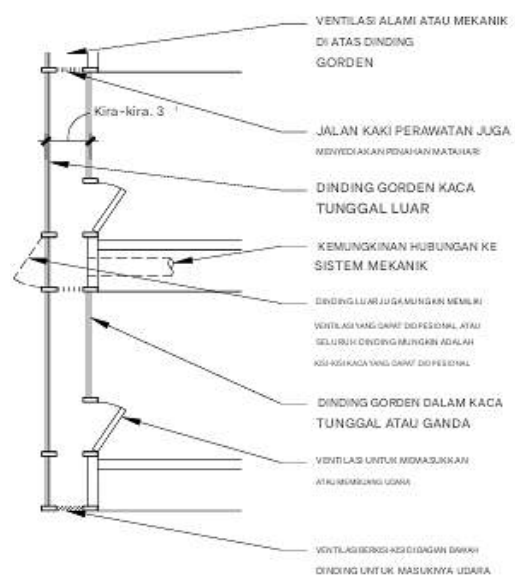 VENTILASI ALAMI ATAU MEKANIK
DI ATAS DINDING
GORDEN
Kira-kira. 3'
JALAN KAKI PERAWATAN JUGA
MENYEDIAKAN PENAHAN MATAHARI
DINDING GORDEN KACA
TUNGGAL LUAR
KEMUNGKINAN HUBUNGAN KE
SISTEM MEKANIK
DINDING LUAR JUGA MUNGKIN MEMILIKI
VENTILASI YANG DAPAT DIOPESIONAL ATAU
SELURUH DINDING MUNGKIN ADALAH
KISI-KISI KACA YANG DAPAT DIOPESIONAL
DINDING GORDEN DALAM KACA
TUNGGAL ATAU GANDA
VENTILASI UNTUK MEMASUKKAN
ATAU MEMBUANG UDARA
VENTILASI BERKISI-KISI DI BAGIAN BAWAH
DINDING UNTUK MASUKNYA UDARA